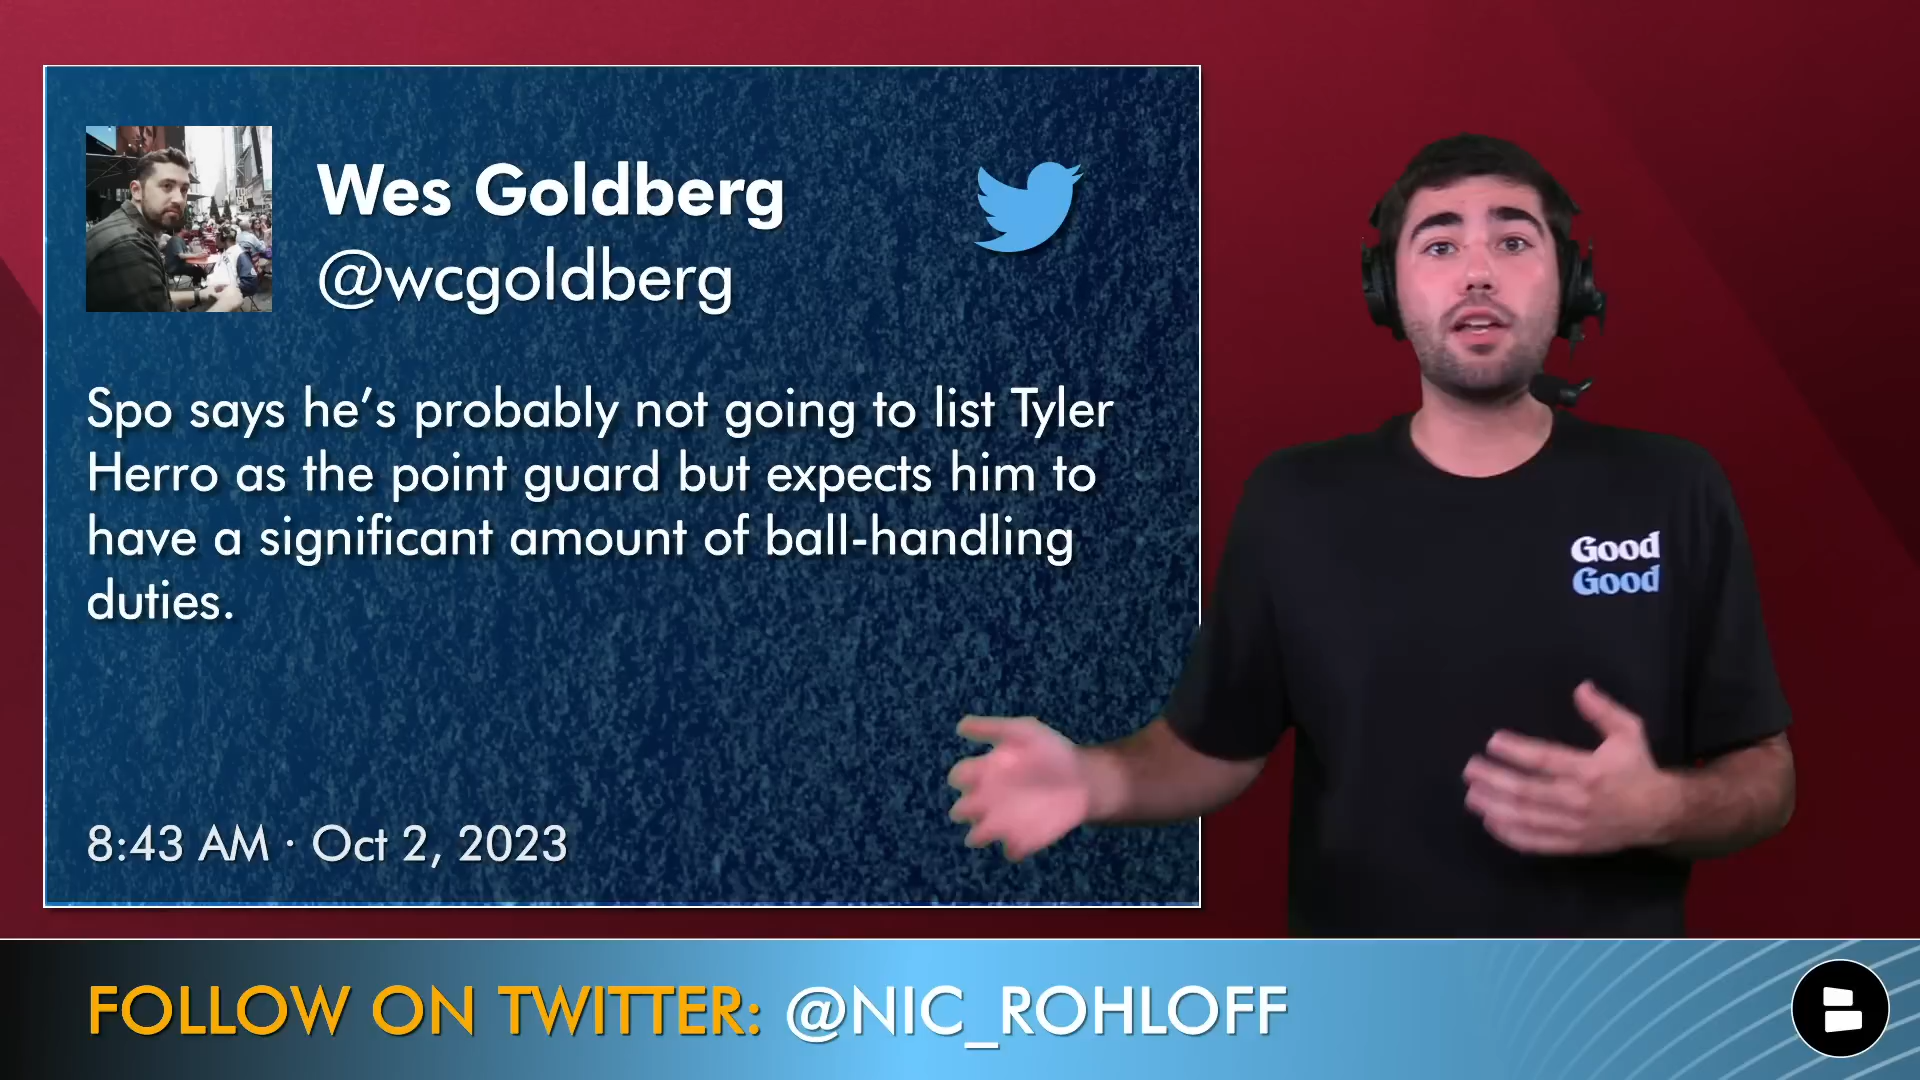 Wes Goldberg
@wcgoldberg
Spo says he's probably not going to list Tyler
Herro as the point guard but expects him to
have a significant amount of ball-handling
duties.
8:43 AM · Oct 2, 2023
Good
Good
FOLLOW ON TWITTER: @NIC_ROHLOFF